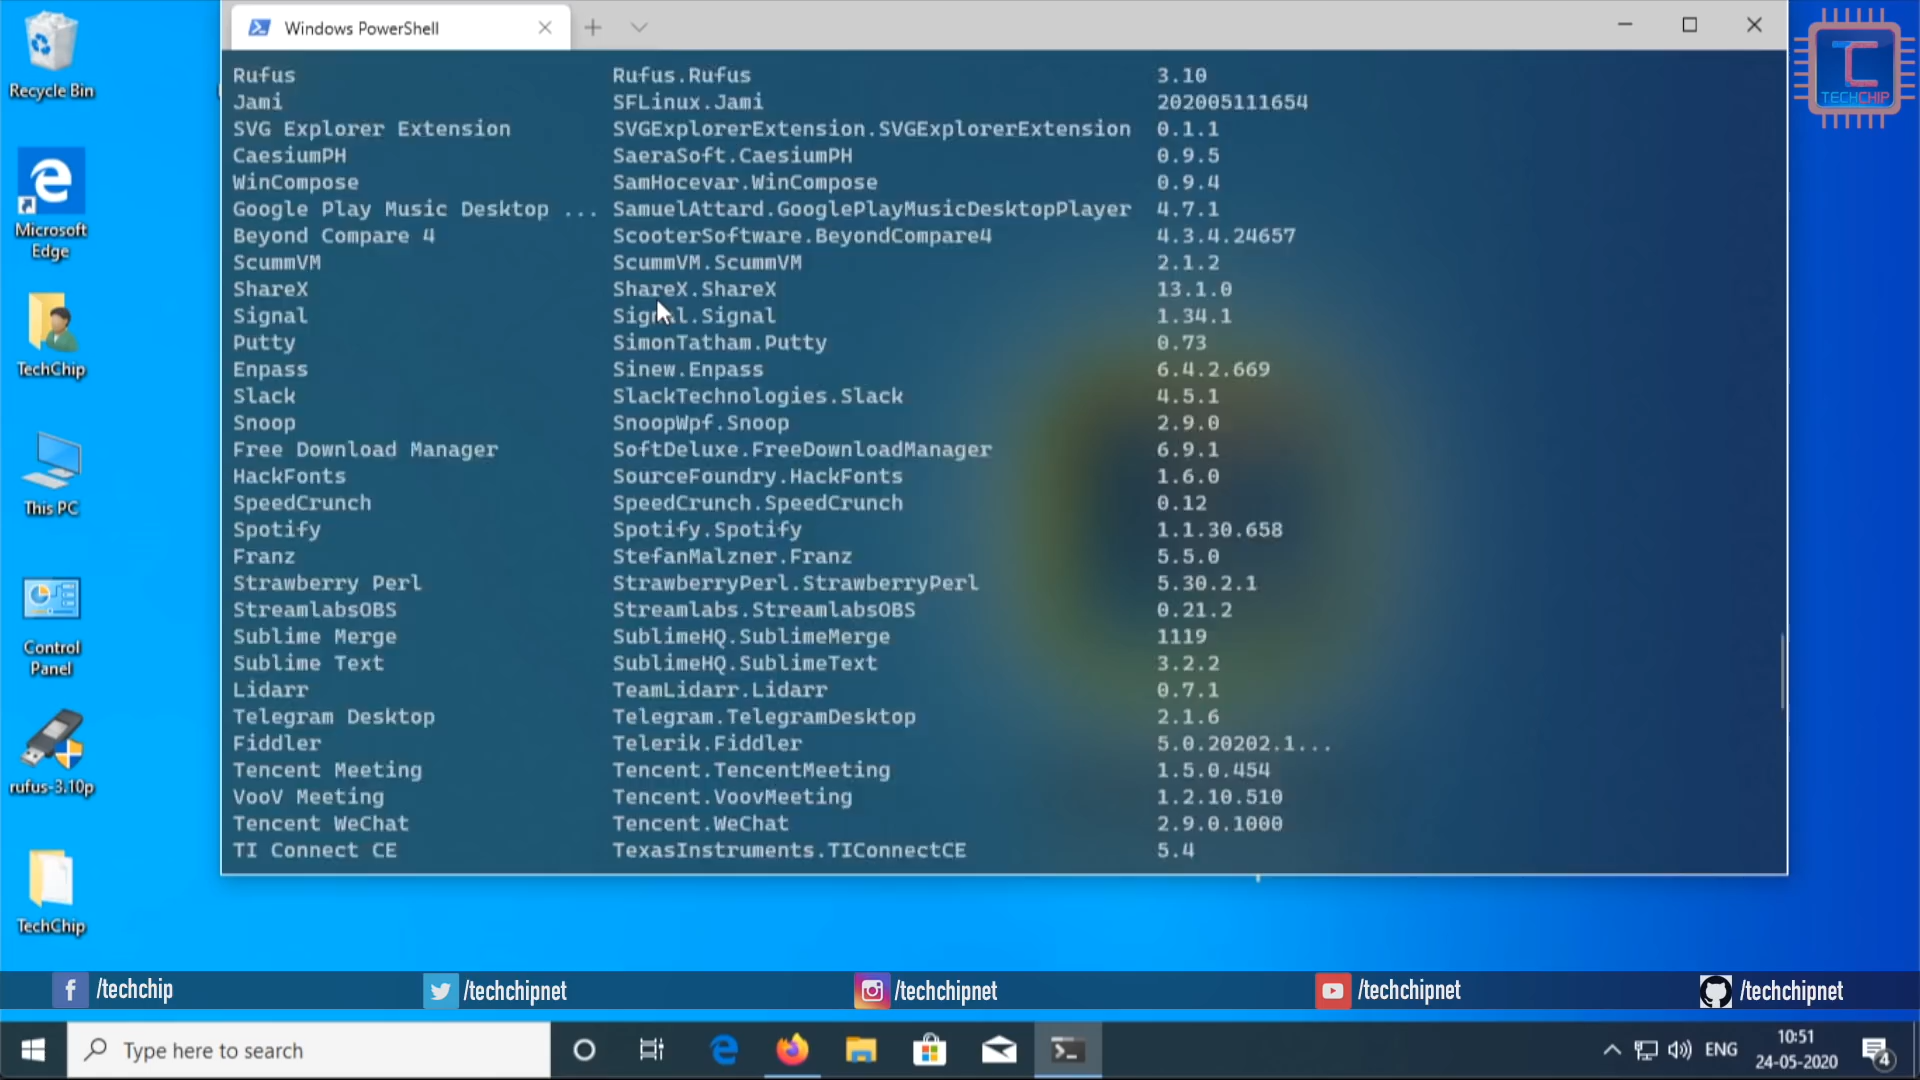 Windows PowerShell
TC
TECHCHIP
Rufus Rufus.Rufus 3.10
Jami SFLinux.Jami 202005111654
SVG Explorer Extension SVGExplorerExtension.SVGExplorerExtension 0.1.1
CaesiumPH SaeraSoft.CaesiumPH 0.9.5
WinCompose SamHocevar.WinCompose 0.9.4
Google Play Music Desktop ... SamuelAttard.GooglePlayMusicDesktopPlayer 4.7.1
Beyond Compare 4 ScooterSoftware.BeyondCompare4 4.3.4.24657
ScummVM ScummVM.ScummVM 2.1.2
ShareX ShareX.ShareX 13.1.0
Signal Signal.Signal 1.34.1
Putty SimonTatham.Putty 0.73
Enpass Sinew.Enpass 6.4.2.669
Slack SlackTechnologies.Slack 4.5.1
Snoop SnoopWpf.Snoop 2.9.0
Free Download Manager SoftDeluxe.FreeDownloadManager 6.9.1
HackFonts SourceFoundry.HackFonts 1.6.0
SpeedCrunch SpeedCrunch.SpeedCrunch 0.12
Spotify Spotify.Spotify 1.1.30.658
Franz StefanMalzner.Franz 5.5.0
Strawberry Perl StrawberryPerl.StrawberryPerl 5.30.2.1
StreamlabsOBS Streamlabs.StreamlabsOBS 0.21.2
Sublime Merge SublimeHQ.SublimeMerge 1119
Sublime Text SublimeHQ.SublimeText 3.2.2
Lidarr TeamLidarr.Lidarr 0.7.1
Telegram Desktop Telegram.TelegramDesktop 2.1.6
Fiddler Telerik.Fiddler 5.0.20202.1...
Tencent Meeting Tencent.TencentMeeting 1.5.0.454
VooV Meeting Tencent.VoovMeeting 1.2.10.510
Tencent WeChat Tencent.WeChat 2.9.0.1000
TI Connect CE TexasInstruments.TIConnectCE 5.4
Recycle Bin
Microsoft
Edge
TechChip
This PC
Control
Panel
rufus-3.10p
TechChip
/techchip /techchipnet /techchipnet /techchipnet /techchipnet
Type here to search
ENG
10:51
24-05-2020
4